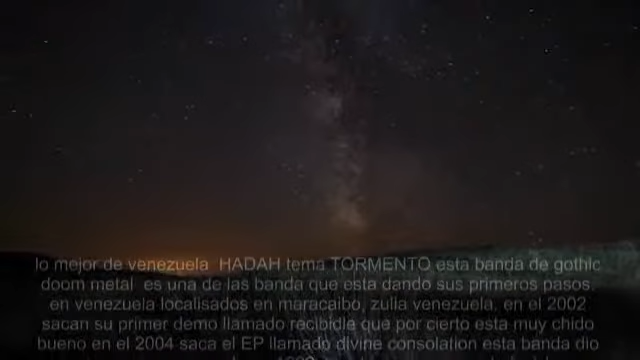 lo mejor de venezuela HADAH tema TORMENTO esta banda de gothic
doom metal es una de las banda que esta dando sus primeros pasos,
en venezuela localisados en maracaibo, zulia venezuela, en el 2002
sacan su primer demo llamado recibidia que por cierto esta muy chido
bueno en el 2004 saca el EP llamado divine consolation esta banda dio